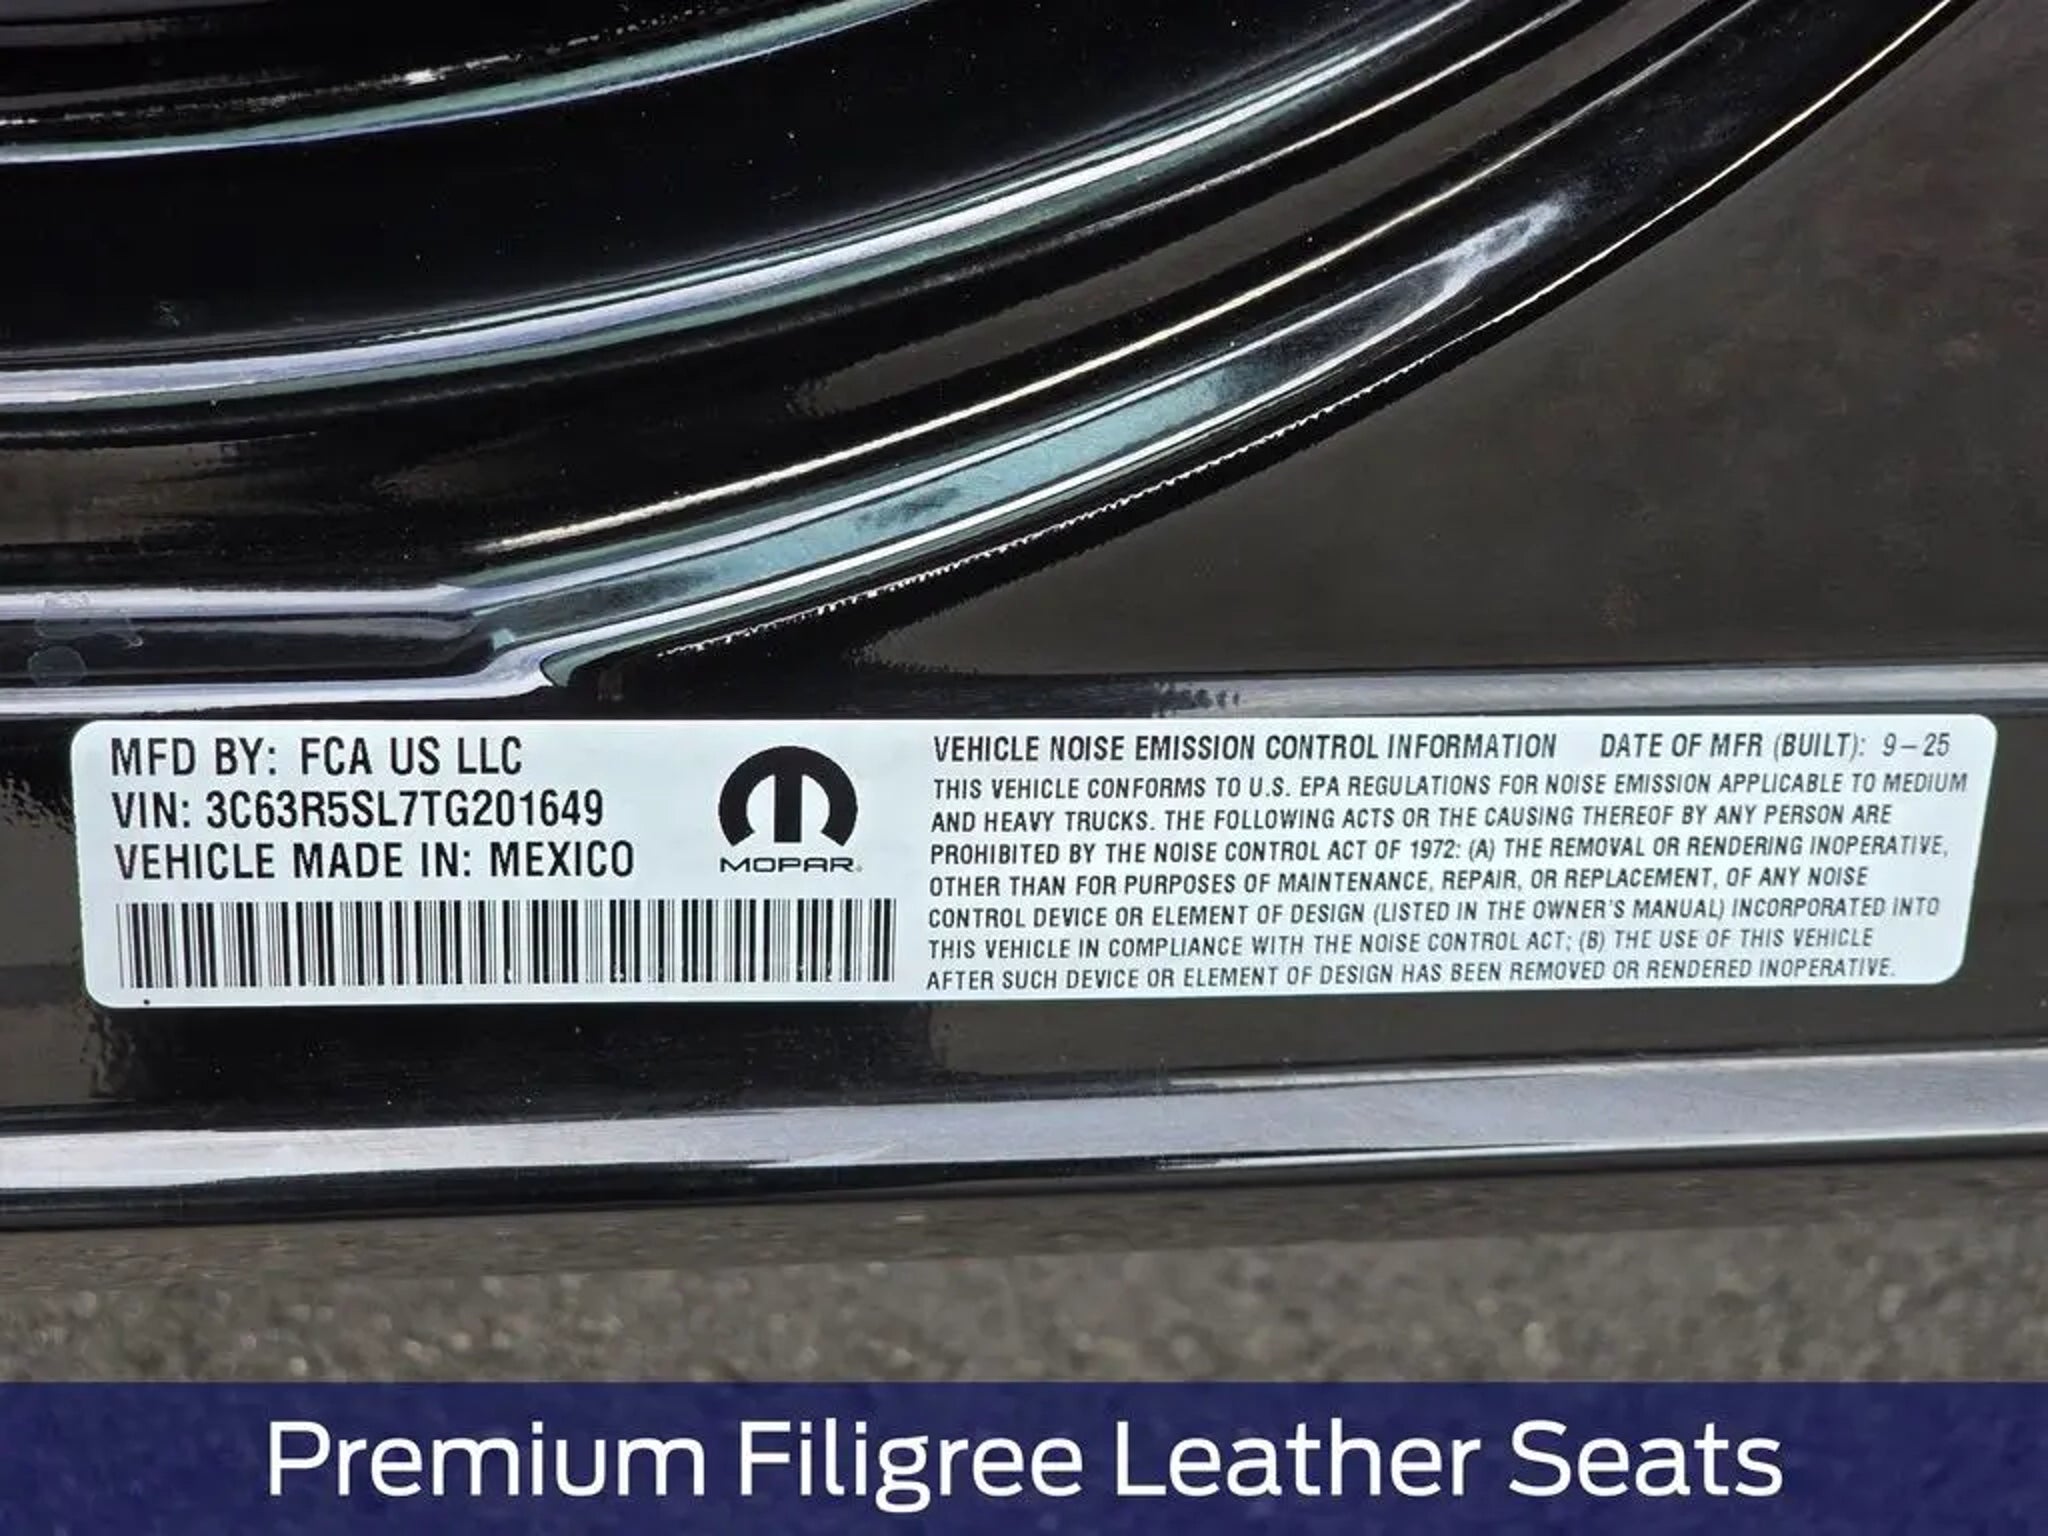 MFD BY: FCA US LLC
VIN: 3C63R5SL7TG201649
VEHICLE MADE IN: MEXICO
MOPAR®
VEHICLE NOISE EMISSION CONTROL INFORMATION DATE OF MFR (BUILT): 9-25
THIS VEHICLE CONFORMS TO U.S. EPA REGULATIONS FOR NOISE EMISSION APPLICABLE TO MEDIUM
AND HEAVY TRUCKS. THE FOLLOWING ACTS OR THE CAUSING THEREOF BY ANY PERSON ARE
PROHIBITED BY THE NOISE CONTROL ACT OF 1972: (A) THE REMOVAL OR RENDERING INOPERATIVE,
OTHER THAN FOR PURPOSES OF MAINTENANCE, REPAIR, OR REPLACEMENT, OF ANY NOISE
CONTROL DEVICE OR ELEMENT OF DESIGN (LISTED IN THE OWNER'S MANUAL) INCORPORATED INTO
THIS VEHICLE IN COMPLIANCE WITH THE NOISE CONTROL ACT; (B) THE USE OF THIS VEHICLE
AFTER SUCH DEVICE OR ELEMENT OF DESIGN HAS BEEN REMOVED OR RENDERED INOPERATIVE.
Premium Filigree Leather Seats